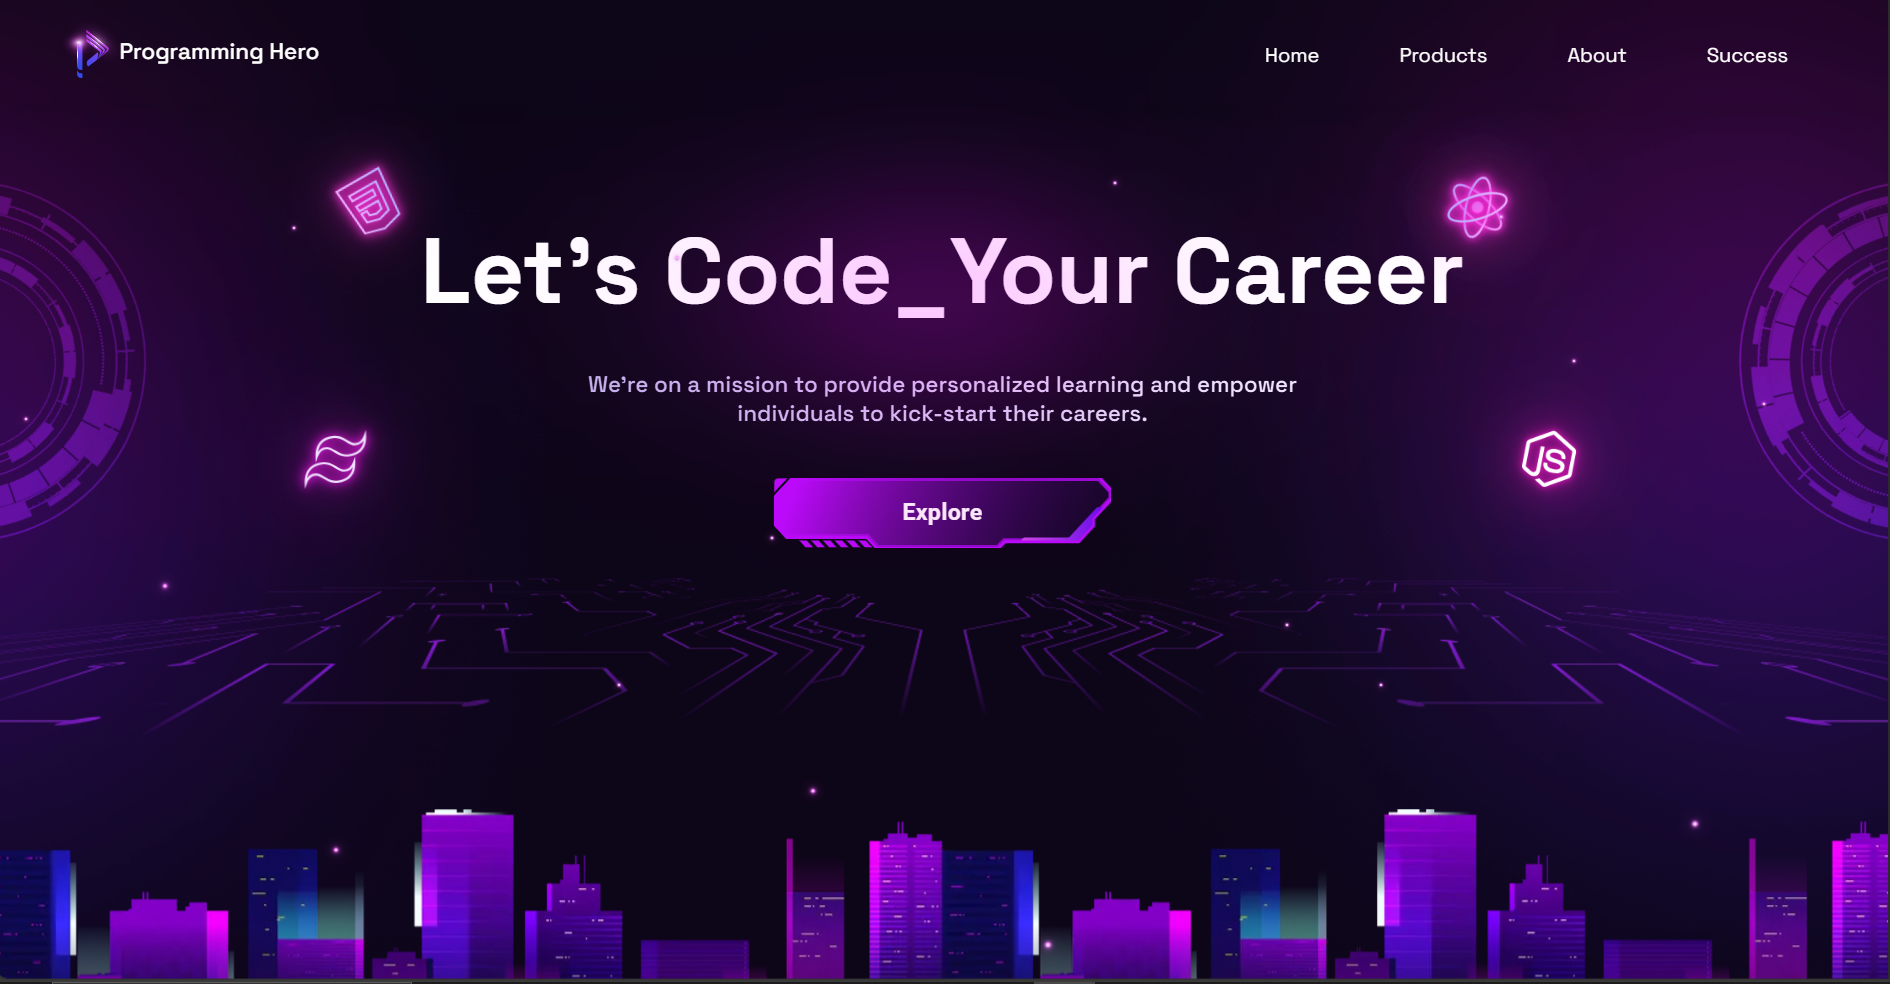 Programming Hero
Home
Products
About
Success
Let’s Code_Your Career
We’re on a mission to provide personalized learning and empower
individuals to kick-start their careers.
JS
Explore